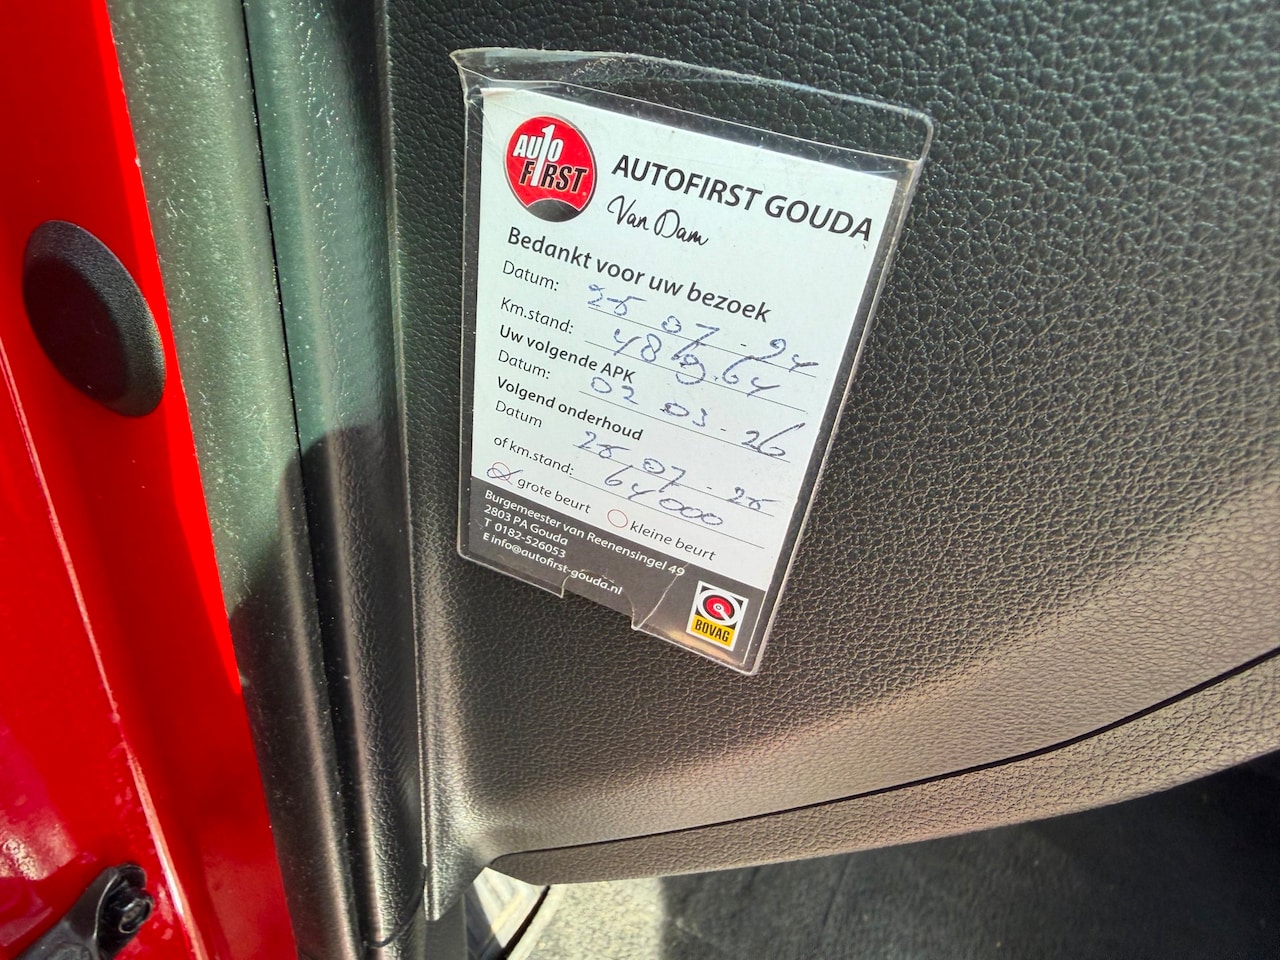 AUTO
1
FIRST
AUTOFIRST GOUDA
Van Dam
Bedankt voor uw bezoek
Datum: 25 07 - 24
Km.stand: 48964
Uw volgende APK
Datum: 02 03 - 26
Volgend onderhoud
Datum 25 07 - 25
of km.stand: 64000
grote beurt kleine beurt
Burgemeester van Reenensingel 49
2803 PA Gouda
T 0182-526053
E info@autofirst-gouda.nl
BOVAG